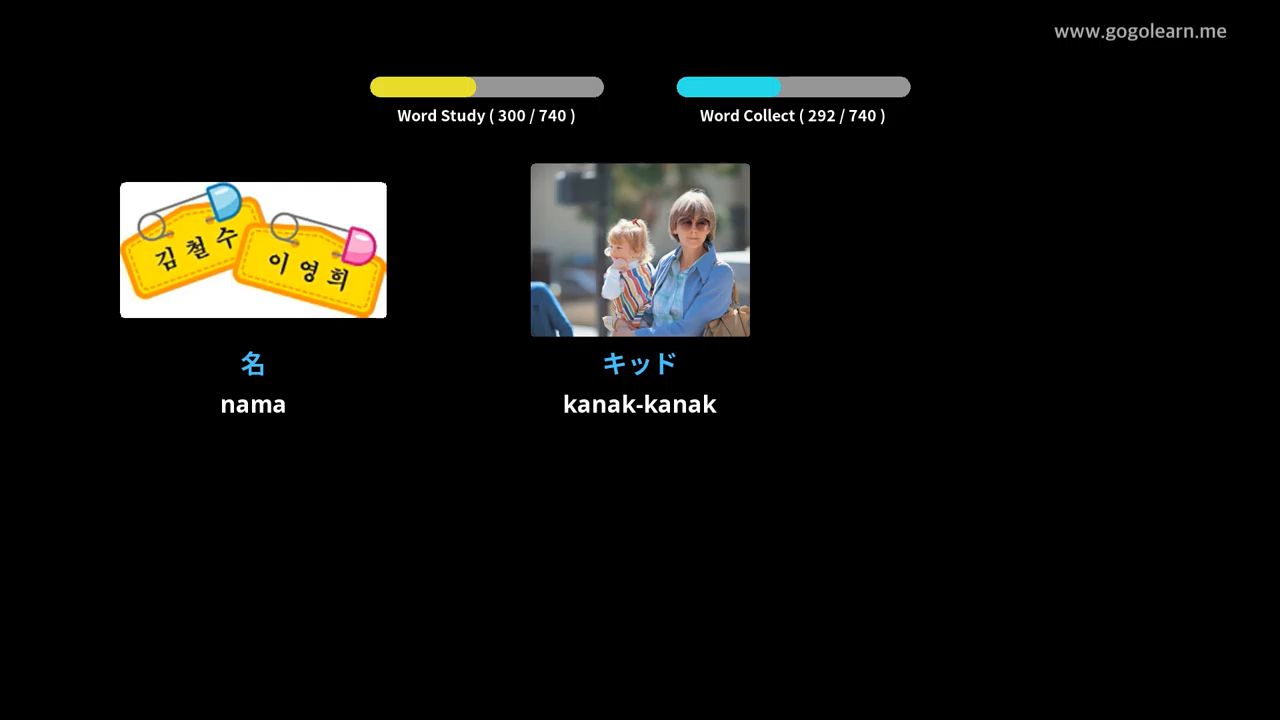 www.gogolearn.me
Word Study ( 300 / 740 )
Word Collect ( 292 / 740 )
김철수
이영희
名
nama
キッド
kanak-kanak